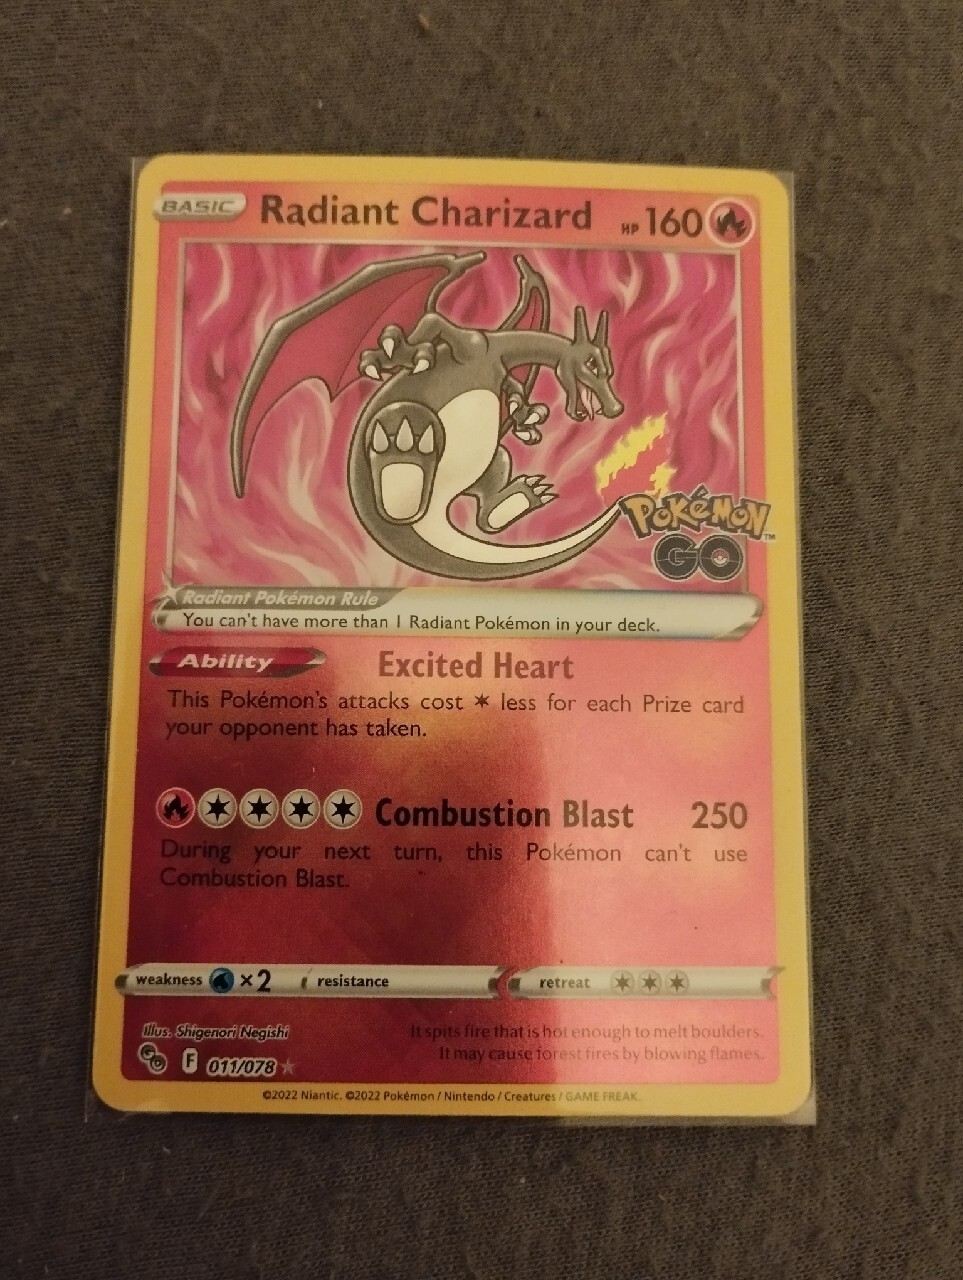 BASIC Radiant Charizard HP 160
POKéMON™
GO
Radiant Pokémon Rule
You can't have more than 1 Radiant Pokémon in your deck.
Ability Excited Heart
This Pokémon's attacks cost less for each Prize card
your opponent has taken.
Combustion Blast 250
During your next turn, this Pokémon can't use
Combustion Blast.
weakness ×2 resistance retreat
Illus. Shigenori Negishi
It spits fire that is hot enough to melt boulders.
It may cause forest fires by blowing flames.
GO F 011/078
©2022 Niantic. ©2022 Pokémon / Nintendo / Creatures / GAME FREAK.